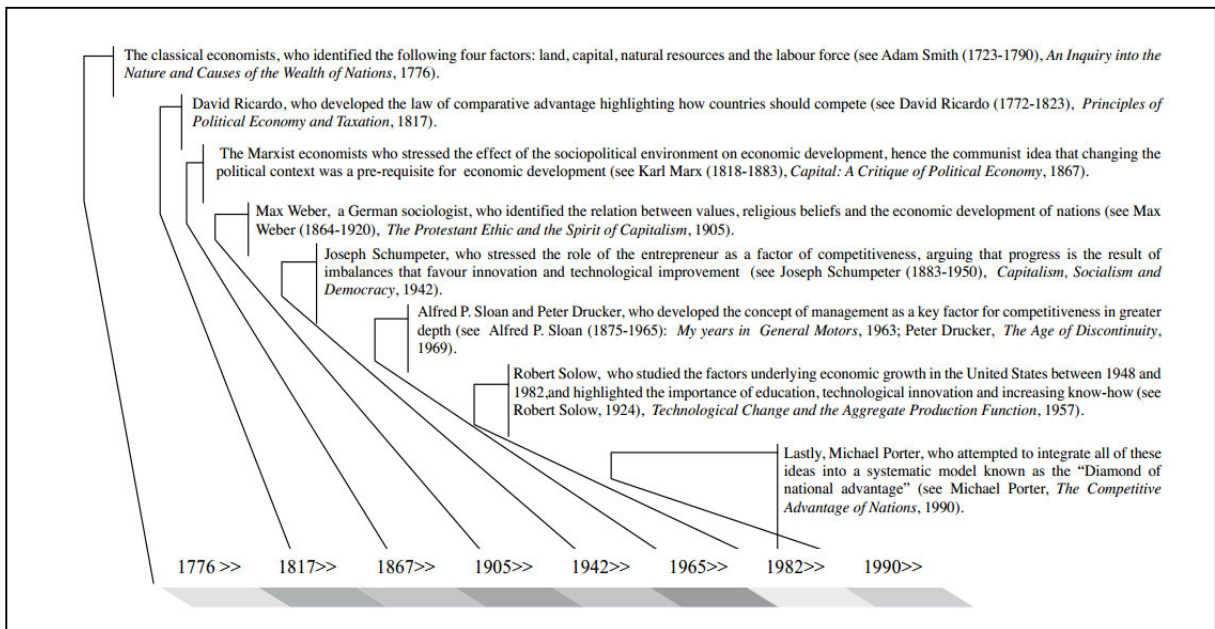 The classical economists, who identified the following four factors: land, capital, natural resources and the labour force (see Adam Smith (1723-1790), An Inquiry into the
Nature and Causes of the Wealth of Nations, 1776).
David Ricardo, who developed the law of comparative advantage highlighting how countries should compete (see David Ricardo (1772-1823), Principles of
Political Economy and Taxation, 1817).
The Marxist economists who stressed the effect of the sociopolitical environment on economic development, hence the communist idea that changing the
political context was a pre-requisite for economic development (see Karl Marx (1818-1883), Capital: A Critique of Political Economy, 1867).
Max Weber, a German sociologist, who identified the relation between values, religious beliefs and the economic development of nations (see Max
Weber (1864-1920), The Protestant Ethic and the Spirit of Capitalism, 1905).
Joseph Schumpeter, who stressed the role of the entrepreneur as a factor of competitiveness, arguing that progress is the result of
imbalances that favour innovation and technological improvement (see Joseph Schumpeter (1883-1950), Capitalism, Socialism and
Democracy, 1942).
Alfred P. Sloan and Peter Drucker, who developed the concept of management as a key factor for competitiveness in greater
depth (see Alfred P. Sloan (1875-1965): My years in General Motors, 1963; Peter Drucker, The Age of Discontinuity,
1969).
Robert Solow, who studied the factors underlying economic growth in the United States between 1948 and
1982,and highlighted the importance of education, technological innovation and increasing know-how (see
Robert Solow, 1924), Technological Change and the Aggregate Production Function, 1957).
Lastly, Michael Porter, who attempted to integrate all of these
ideas into a systematic model known as the “Diamond of
national advantage” (see Michael Porter, The Competitive
Advantage of Nations, 1990).
1776 >> 1817>> 1867>> 1905>> 1942>> 1965>> 1982>> 1990>>